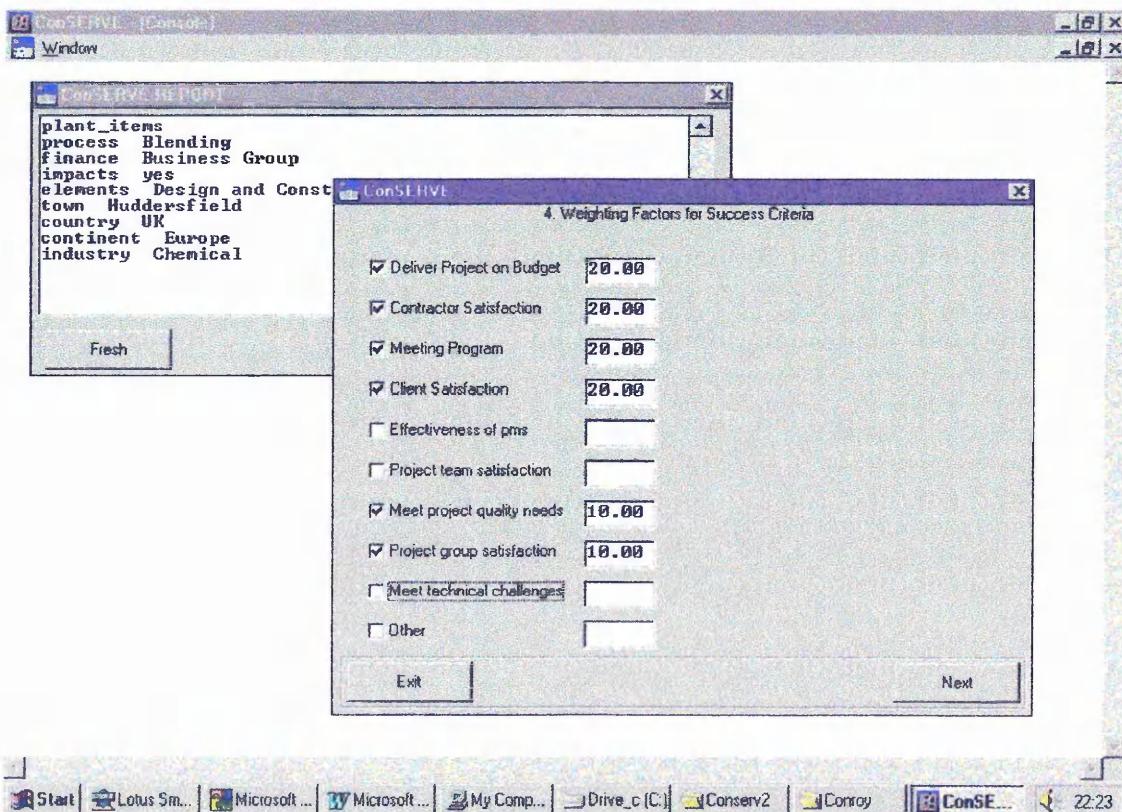 ConSERVE - [Console]
Window
ConSERVE REPORT
plant_items
process Blending
finance Business Group
impacts yes
elements Design and Const
town Huddersfield
country UK
continent Europe
industry Chemical
Fresh
ConSERVE
4. Weighting Factors for Success Criteria
Deliver Project on Budget 20.00
Contractor Satisfaction 20.00
Meeting Program 20.00
Client Satisfaction 20.00
Effectiveness of pms
Project team satisfaction
Meet project quality needs 10.00
Project group satisfaction 10.00
Meet technical challenges
Other
Exit Next
Start Lotus Sm... Microsoft ... Microsoft ... My Comp... Drive_c (C:) Conserv2 Conroy ConSE... 22:23